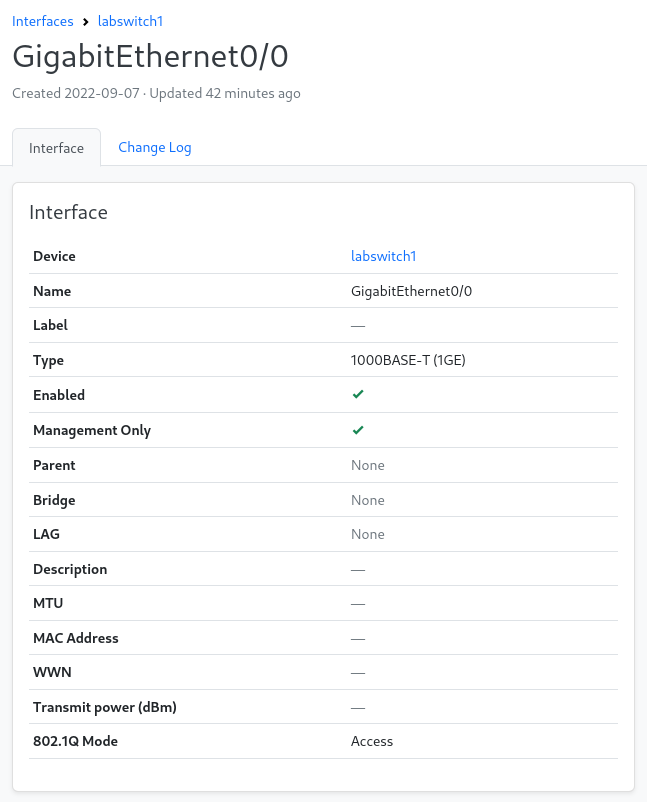 Interfaces > labswitch1
GigabitEthernet0/0
Created 2022-09-07 · Updated 42 minutes ago
Interface Change Log
Interface
Device labswitch1
Name GigabitEthernet0/0
Label —
Type 1000BASE-T (1GE)
Enabled ✓
Management Only ✓
Parent None
Bridge None
LAG None
Description —
MTU —
MAC Address —
WWN —
Transmit power (dBm) —
802.1Q Mode Access